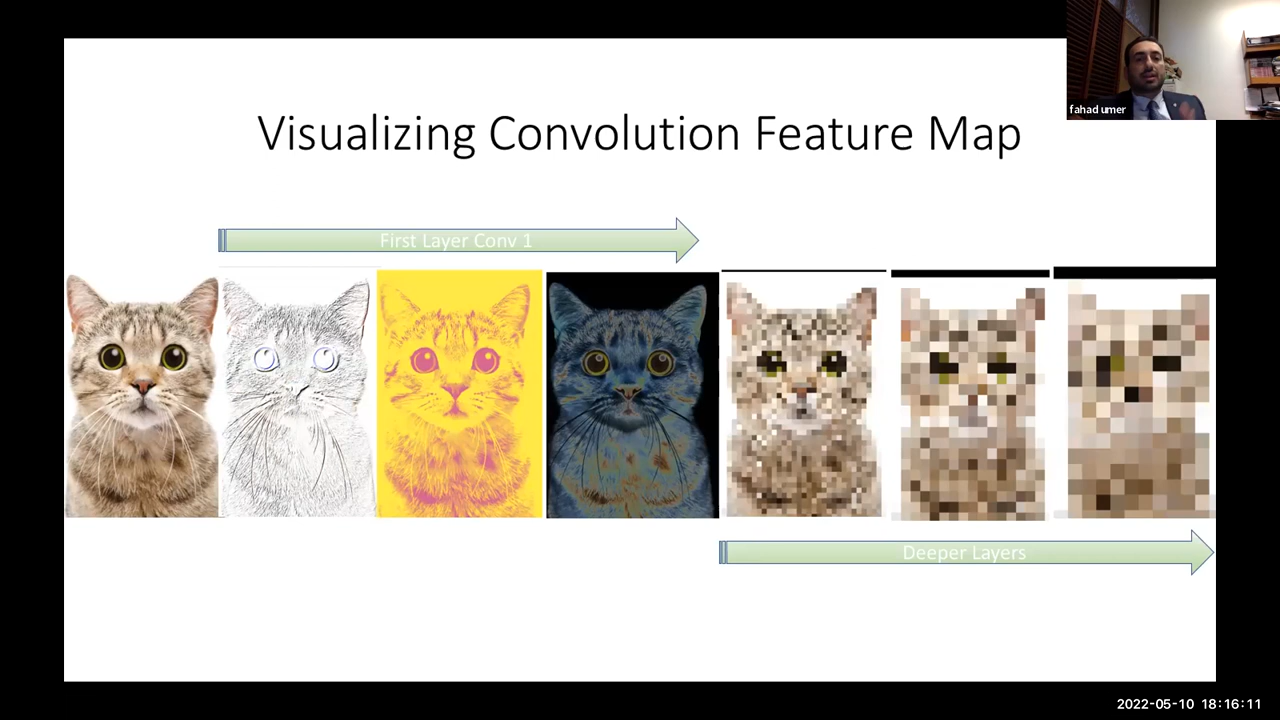 fahad umer
Visualizing Convolution Feature Map
First Layer Conv 1
Deeper Layers
2022-05-10 18:16:11